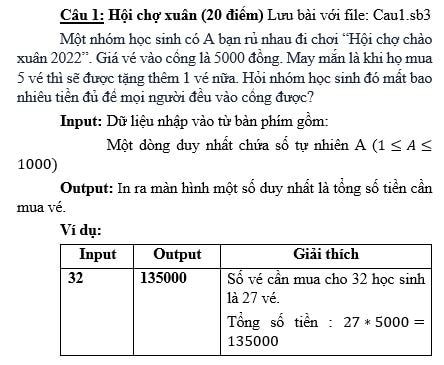 Câu 1: Hội chợ xuân (20 điểm) Lưu bài với file: Cau1.sb3
Một nhóm học sinh có A bạn rủ nhau đi chơi “Hội chợ chào
xuân 2022”. Giá vé vào cổng là 5000 đồng. May mắn là khi họ mua
5 vé thì sẽ được tặng thêm 1 vé nữa. Hỏi nhóm học sinh đó mất bao
nhiêu tiền đủ để mọi người đều vào cổng được?
Input: Dữ liệu nhập vào từ bàn phím gồm:
Một dòng duy nhất chứa số tự nhiên A (1 ≤ A ≤
1000)
Output: In ra màn hình một số duy nhất là tổng số tiền cần
mua vé.
Ví dụ:
Input Output Giải thích
32 135000 Số vé cần mua cho 32 học sinh
là 27 vé.
Tổng số tiền : 27 * 5000 =
135000